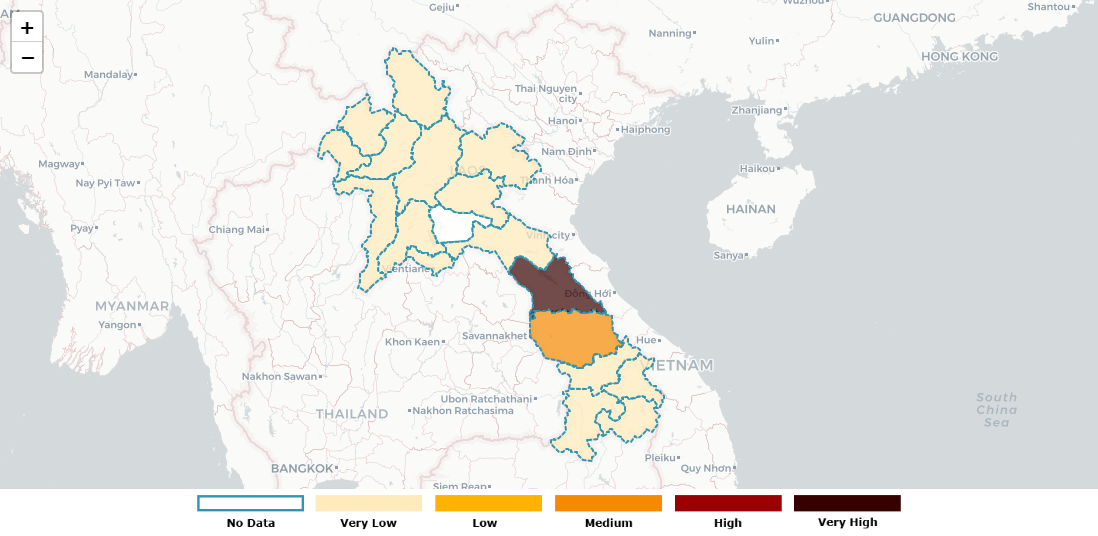 Gejiu
Wuzhou
Shantou
GUANGDONG
Nanning
Yulin
HONG KONG
+
−
Mandalay
Thai Nguyen
city
Zhanjiang
Hanoi
Haiphong
Nam Định
Magway
Nay Pyi Taw
LAOS
Thanh Hóa
Haikou
HAINAN
Pyay
Chiang Mai
Vinh city
Sanya
Vientiane
Đồng Hới
MYANMAR
Yangon
Savannakhet
Khon Kaen
Hue
VIETNAM
Nakhon Sawan
Ubon Ratchathani
Nakhon Ratchasima
THAILAND
South
China
Sea
Pleiku
Quy Nhơn
BANGKOK
Siem Reap
No Data
Very Low
Low
Medium
High
Very High